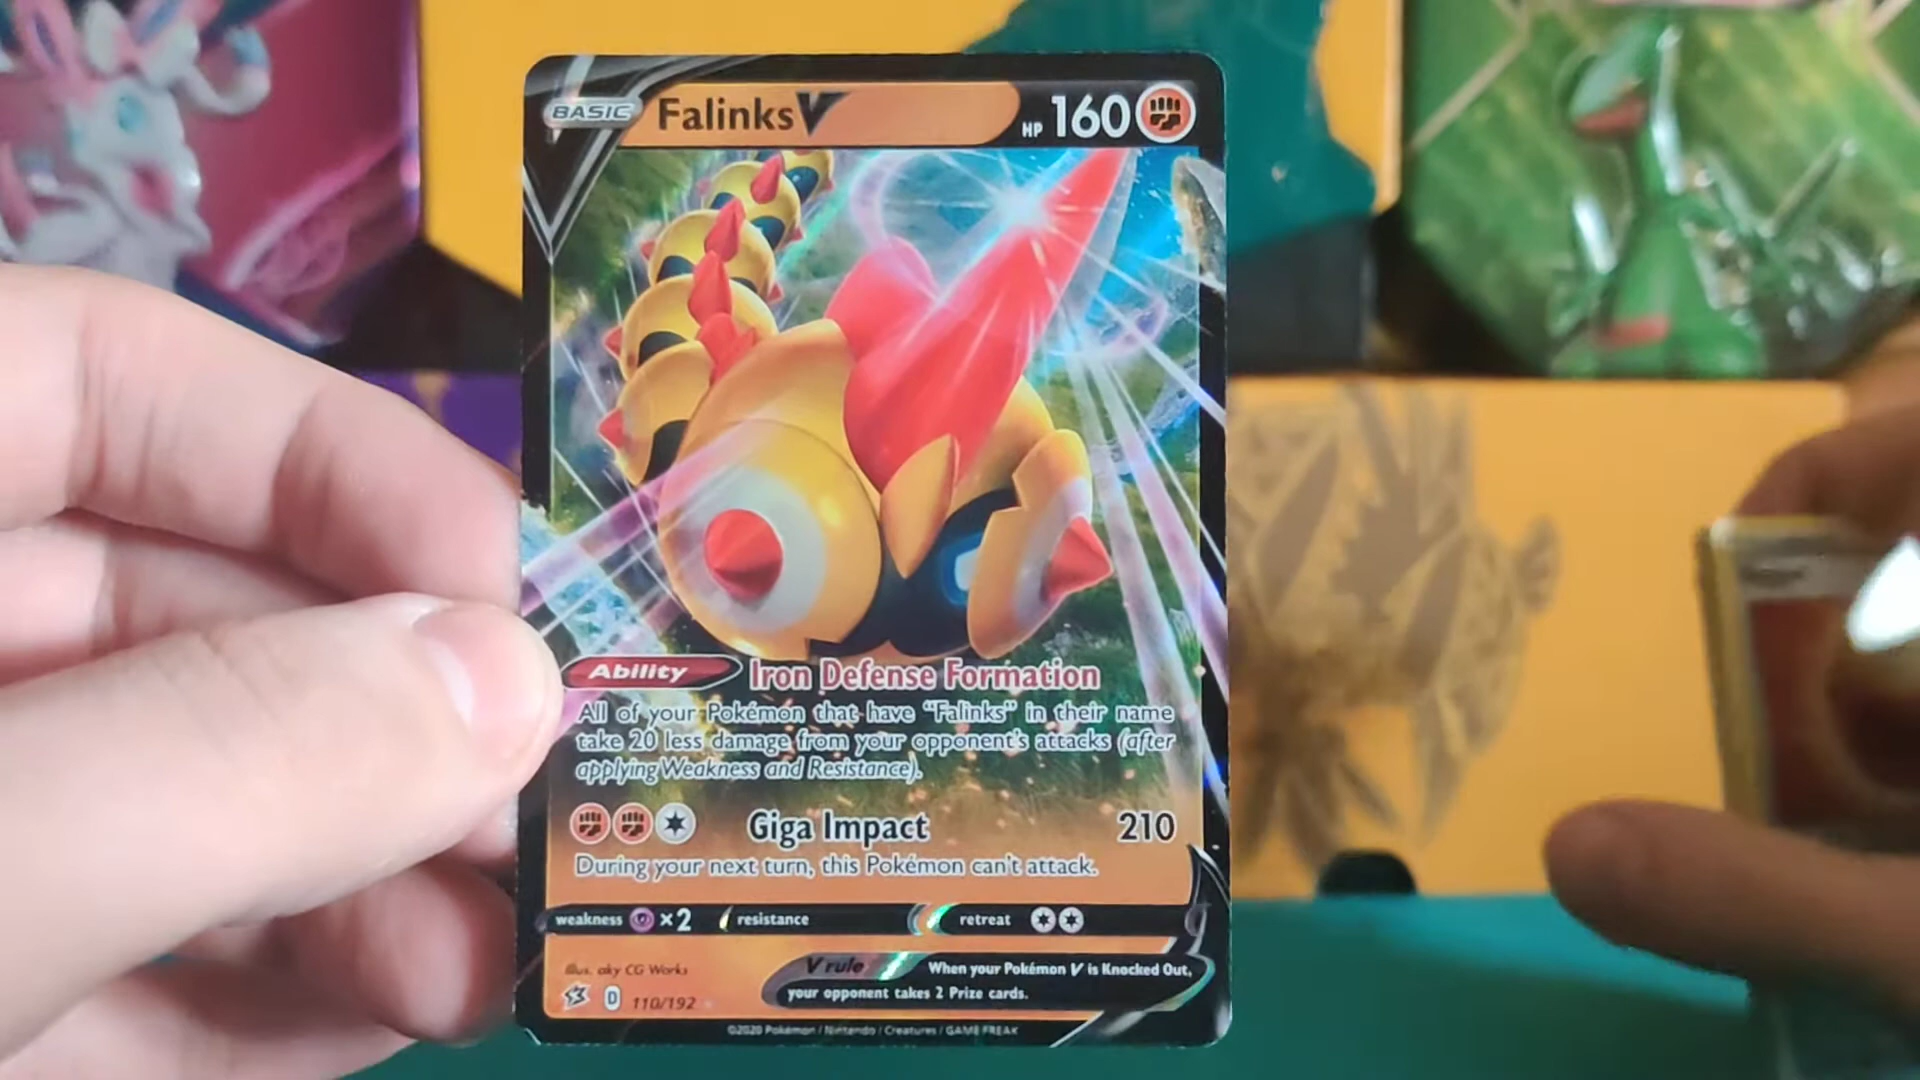 BASIC Falinks V HP 160
Ability Iron Defense Formation
All of your Pokémon that have “Falinks” in their name
take 20 less damage from your opponent's attacks (after
applying Weakness and Resistance).
Giga Impact 210
During your next turn, this Pokémon can't attack.
weakness ×2 resistance retreat
Illus. aky CG Works
V rule When your Pokémon V is Knocked Out,
your opponent takes 2 Prize cards.
D 110/192
©2020 Pokémon / Nintendo / Creatures / GAME FREAK